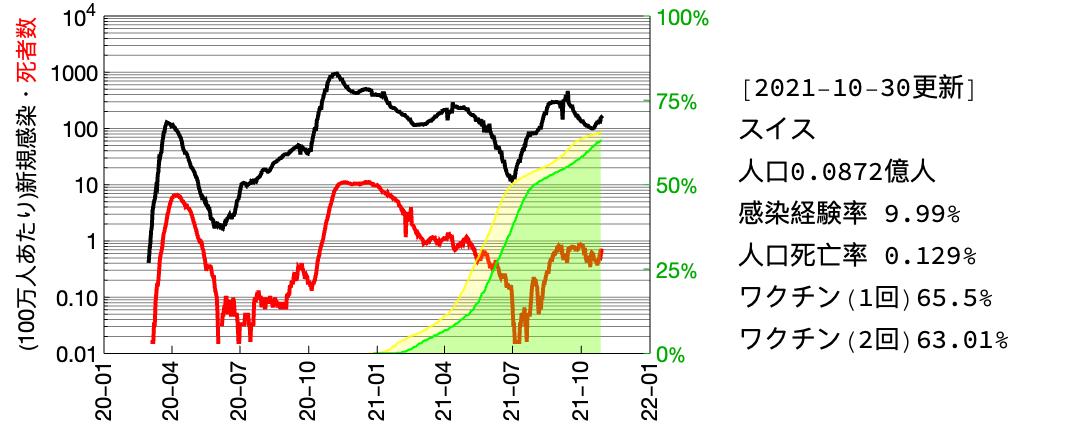 (100万人あたり)新規感染・死者数
10^4
1000
100
10
1
0.10
0.01
100%
75%
50%
25%
0%
20-01
20-04
20-07
20-10
21-01
21-04
21-07
21-10
22-01
[2021-10-30更新]
スイス
人口0.0872億人
感染経験率 9.99%
人口死亡率 0.129%
ワクチン(1回)65.5%
ワクチン(2回)63.01%